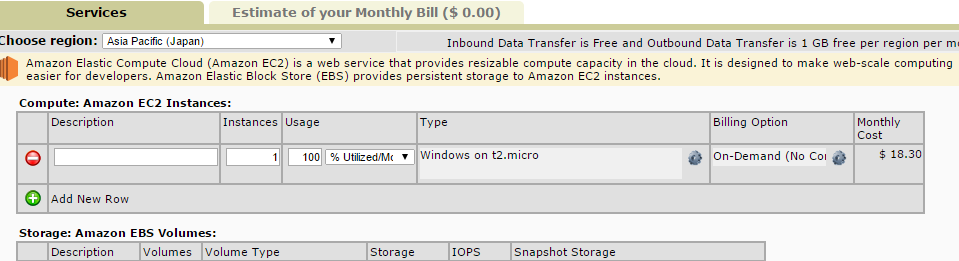 Services
Estimate of your Monthly Bill ($ 0.00)
Choose region: Asia Pacific (Japan)
Inbound Data Transfer is Free and Outbound Data Transfer is 1 GB free per region per
Amazon Elastic Compute Cloud (Amazon EC2) is a web service that provides resizable compute capacity in the cloud. It is designed to make web-scale computing
easier for developers. Amazon Elastic Block Store (EBS) provides persistent storage to Amazon EC2 instances.
Compute: Amazon EC2 Instances:
Description Instances Usage Type Billing Option Monthly
Cost
1 100 % Utilized/Mo Windows on t2.micro On-Demand (No Co $ 18.30
Add New Row
Storage: Amazon EBS Volumes:
Description Volumes Volume Type Storage IOPS Snapshot Storage